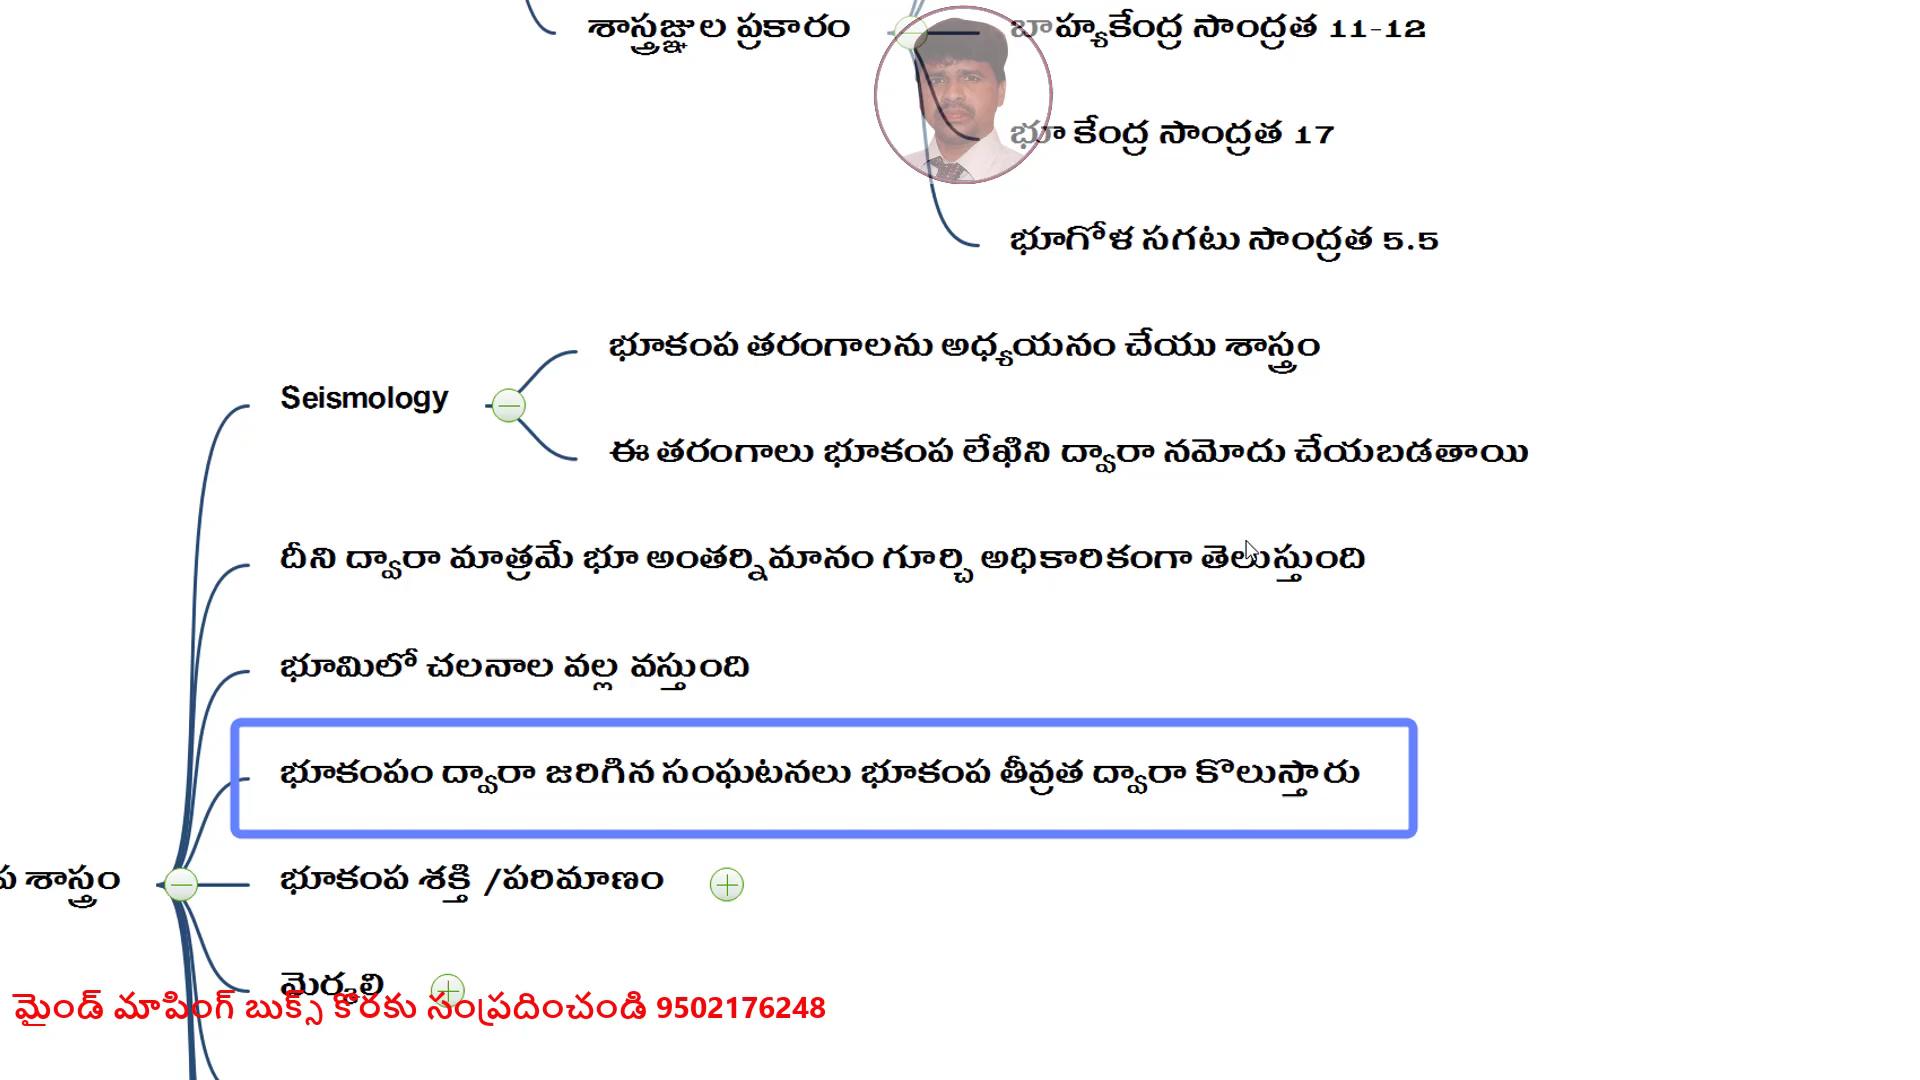 శాస్త్రజ్ఞుల ప్రకారం
బాహ్యకేంద్ర సాంద్రత 11-12
భూ కేంద్ర సాంద్రత 17
భూగోళ సగటు సాంద్రత 5.5
Seismology
భూకంప తరంగాలను అధ్యయనం చేయు శాస్త్రం
ఈ తరంగాలు భూకంప లేఖిని ద్వారా నమోదు చేయబడతాయి
దీని ద్వారా మాత్రమే భూ అంతర్నిమానం గూర్చి అధికారికంగా తెలుస్తుంది
భూమిలో చలనాల వల్ల వస్తుంది
భూకంపం ద్వారా జరిగిన సంఘటనలు భూకంప తీవ్రత ద్వారా కొలుస్తారు
ప శాస్త్రం
భూకంప శక్తి /పరిమాణం
మెర్కలి
మైండ్ మాపింగ్ బుక్స్ కొరకు సంప్రదించండి 9502176248